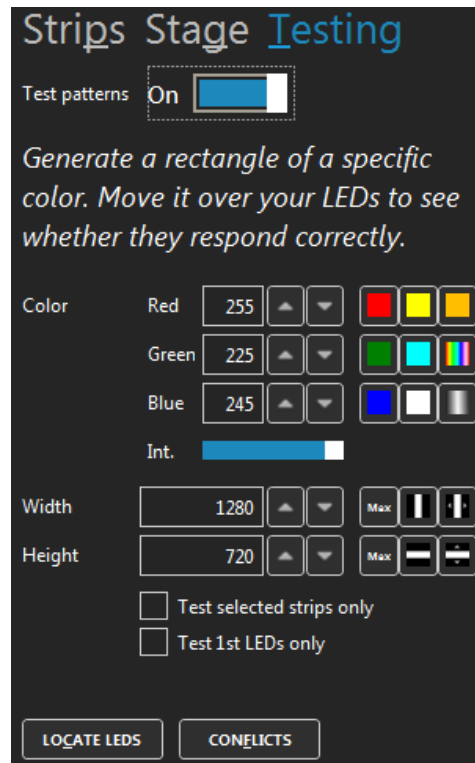 Strips Stage Testing
Test patterns On
Generate a rectangle of a specific
color. Move it over your LEDs to see
whether they respond correctly.
Color Red 255
Green 225
Blue 245
Int.
Width 1280 Max
Height 720 Max
Test selected strips only
Test 1st LEDs only
LOCATE LEDS CONFLICTS